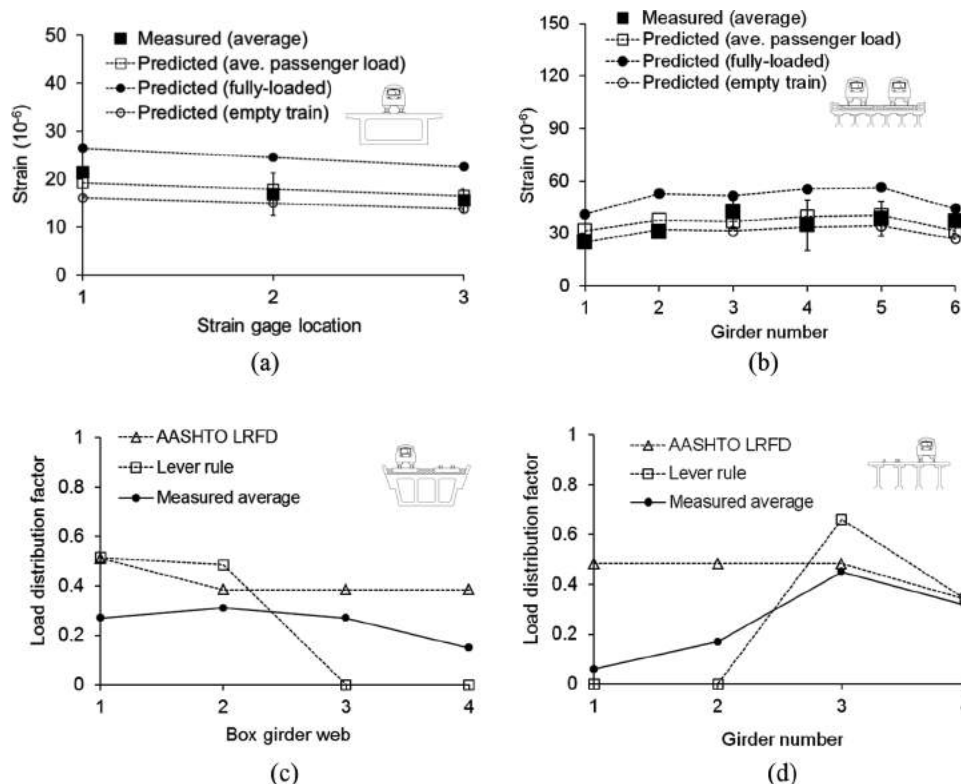 (a)
50
40
30
20
10
0
Strain (10⁻⁶)
Measured (average)
Predicted (ave. passenger load)
Predicted (fully-loaded)
Predicted (empty train)
1 2 3
Strain gage location
(a)
(b)
150
120
90
60
30
0
Strain (10⁻⁶)
Measured (average)
Predicted (ave. passenger load)
Predicted (fully-loaded)
Predicted (empty train)
1 2 3 4 5 6
Girder number
(b)
1
0.8
0.6
0.4
0.2
0
Load distribution factor
AASHTO LRFD
Lever rule
Measured average
1 2 3 4
Box girder web
(c)
1
0.8
0.6
0.4
0.2
0
Load distribution factor
AASHTO LRFD
Lever rule
Measured average
1 2 3
Girder number
(d)